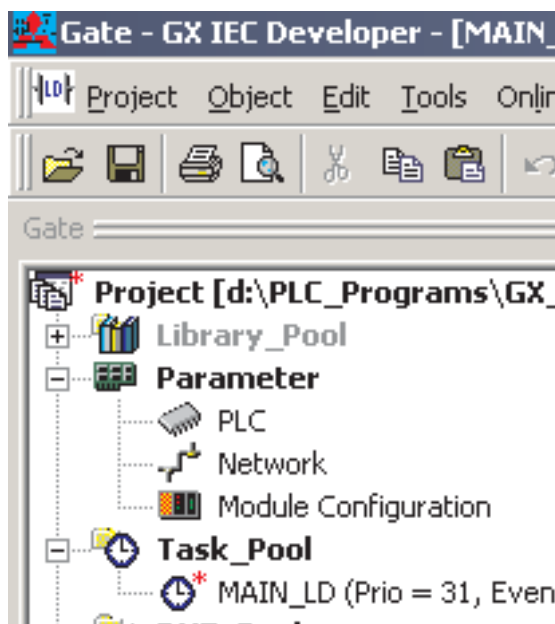 Gate - GX IEC Developer - [MAIN_
LD Project Object Edit Tools Onlin
Gate
Project [d:\PLC_Programs\GX_
Library_Pool
Parameter
PLC
Network
Module Configuration
Task_Pool
MAIN_LD (Prio = 31, Even